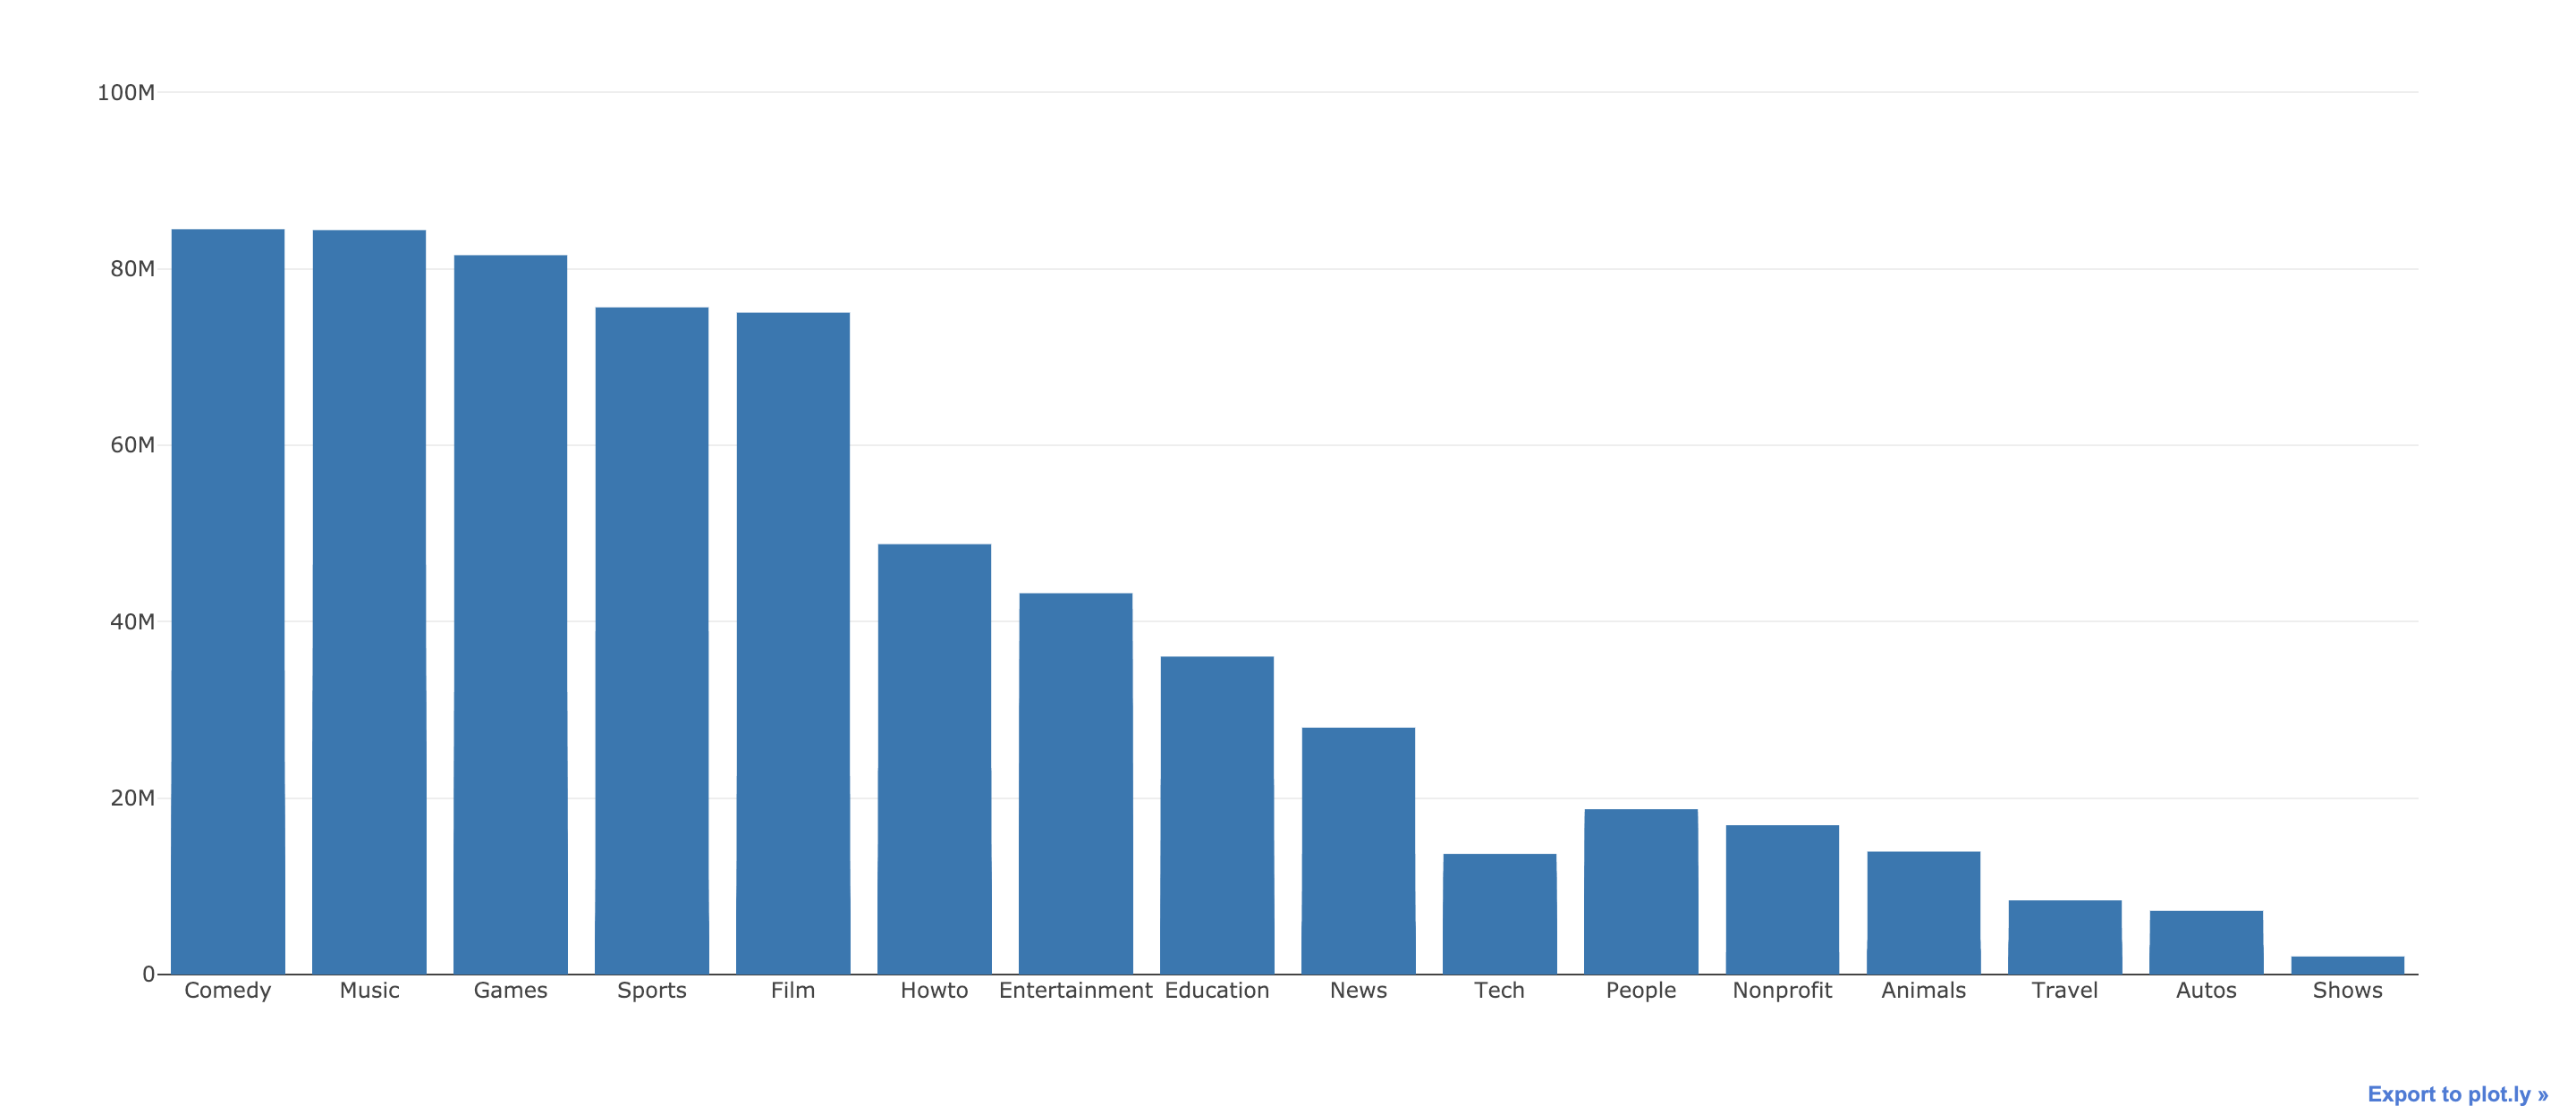 100M
80M
60M
40M
20M
0
Comedy Music Games Sports Film Howto Entertainment Education News Tech People Nonprofit Animals Travel Autos Shows
Export to plot.ly »